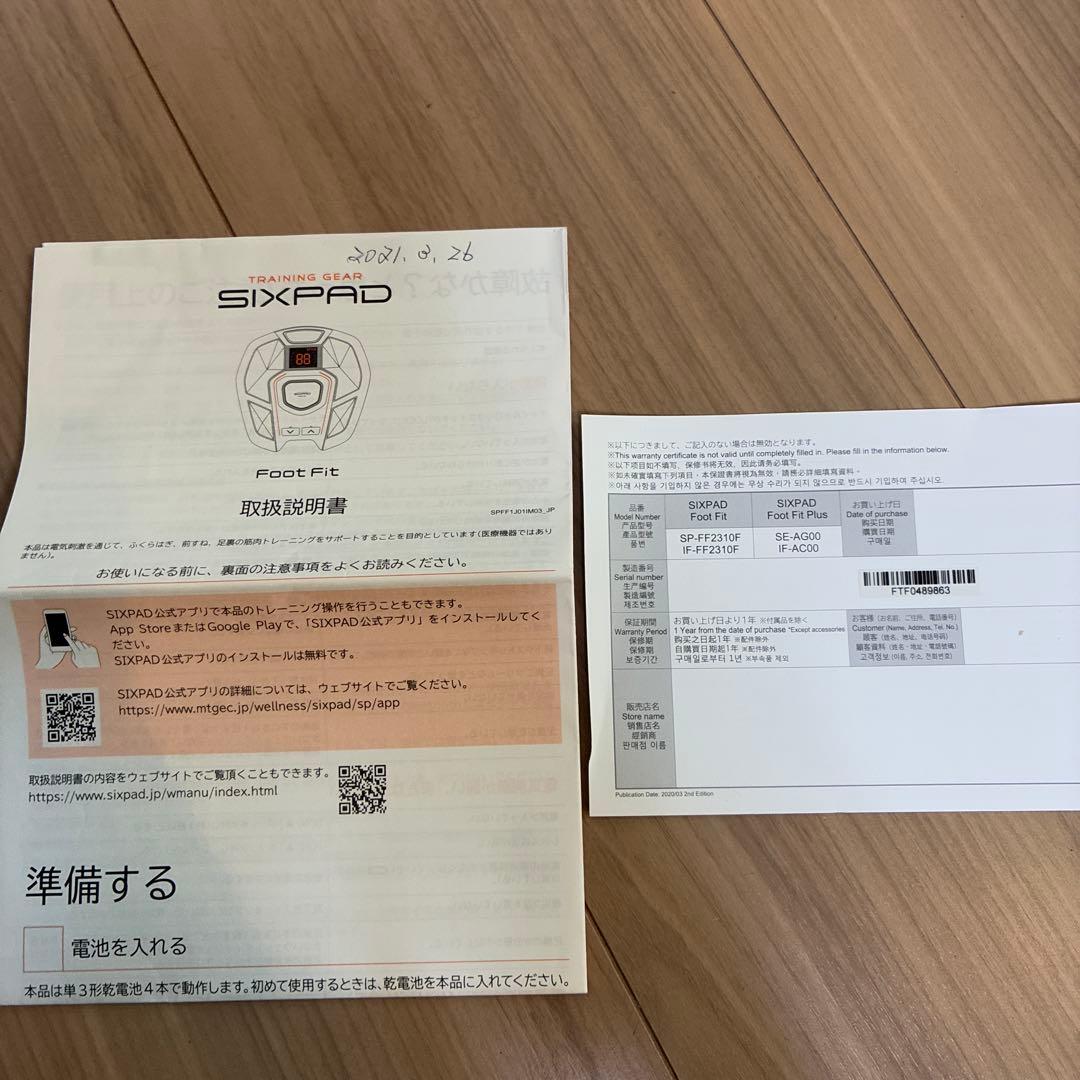 2021.3.26
TRAINING GEAR
SIXPAD
88
Foot Fit
取扱説明書
SPFF1J01IM03_JP
本品は電気刺激を通じて、ふくらはぎ、前すね、足裏の筋肉トレーニングをサポートすることを目的としています(医療機器ではあり
ません)。
お使いになる前に、裏面の注意事項をよくお読みください。
SIXPAD公式アプリで本品のトレーニング操作を行うこともできます。
App StoreまたはGoogle Playで、「SIXPAD公式アプリ」をインストールしてく
ださい。
SIXPAD公式アプリのインストールは無料です。
SIXPAD公式アプリの詳細については、ウェブサイトでご覧ください。
https://www.mtgec.jp/wellness/sixpad/sp/app
取扱説明書の内容をウェブサイトでご覧頂くこともできます。
https://www.sixpad.jp/wmanu/index.html
準備する
電池を入れる
本品は単3形乾電池4本で動作します。初めて使用するときは、乾電池を本品に入れてください。
※以下につきまして、ご記入のない場合は無効となります。
※This warranty certificate is not valid until completely filled in. Please fill in the information below.
※以下项目如不填写、保修书将无效、因此请务必填写。
※如未確實填寫下列項目，本保證書將視為無效，請務必詳細填寫資料。
※아래 사항을 기입하지 않은 경우에는 무상 수리가 되지 않으므로 반드시 기입하여 주십시오.
品番
Model Number
产品型号
產品型號
품번
SIXPAD
Foot Fit
SIXPAD
Foot Fit Plus
SP-FF2310F
IF-FF2310F
SE-AG00
IF-AC00
お買い上げ日
Date of purchase
购买日期
購買日期
구매일
製造番号
Serial number
生产编号
製造編號
제조번호
FTF0489863
保証期間
Warranty Period
保修期
保修期
보증기간
お買い上げ日より1年 ※付属品を除く
1 Year from the date of purchase *Except accessories
购买之日起1年 ※配件除外
自購買日期起1年 ※配件除外
구매일로부터 1년 ※부속품 제외
お客様 (お名前、ご住所、電話番号)
Customer (Name, Address, Tel. No.)
顾客 (姓名、地址、电话号码)
顧客資料 (姓名、地址、電話號碼)
고객정보 (이름, 주소, 전화번호)
販売店名
Store name
销售店名
經銷商
판매점 이름
Publication Date: 2020/03 2nd Edition